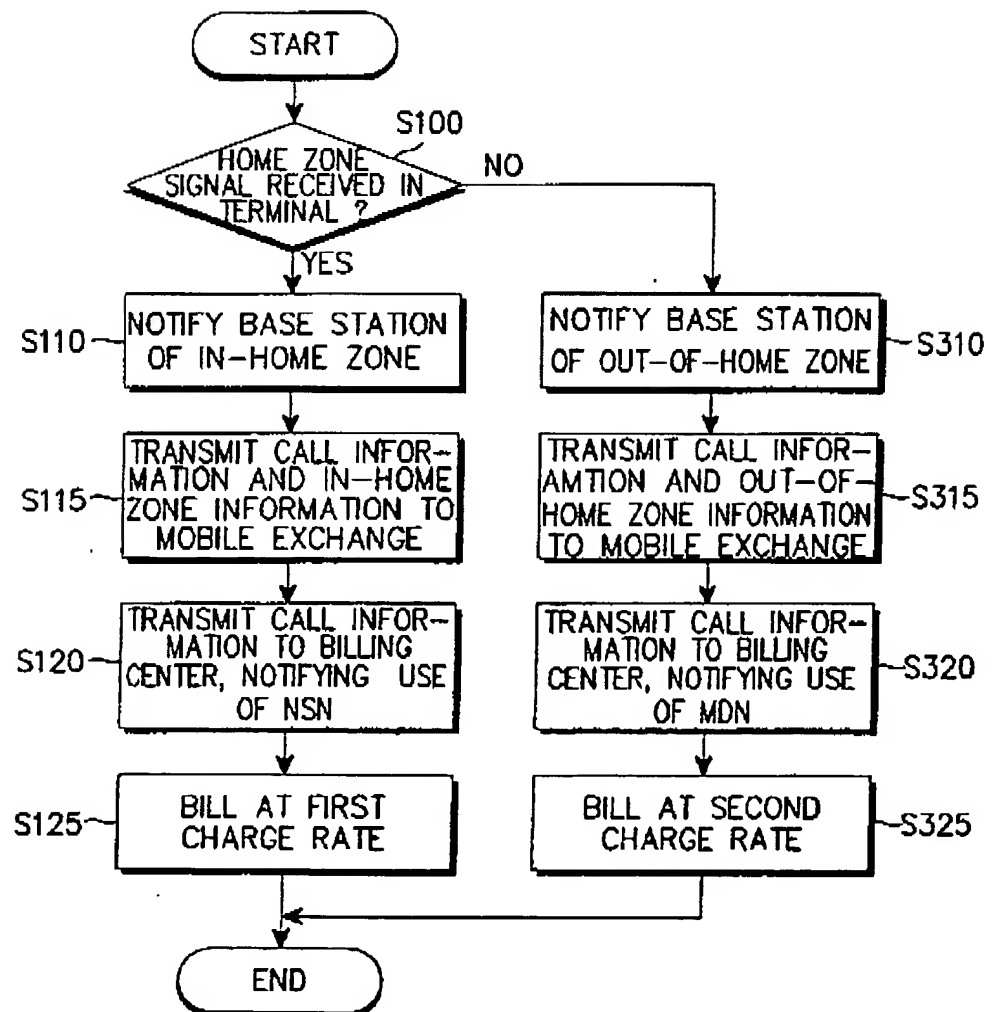 START
S100
HOME ZONE
SIGNAL RECEIVED IN
TERMINAL ?
NO
YES
S110
NOTIFY BASE STATION
OF IN-HOME ZONE
NOTIFY BASE STATION
OF OUT-OF-HOME ZONE
S310
S115
TRANSMIT CALL INFOR-
MATION AND IN-HOME
ZONE INFORMATION TO
MOBILE EXCHANGE
TRANSMIT CALL INFOR-
AMTION AND OUT-OF-
HOME ZONE INFORMATION
TO MOBILE EXCHANGE
S315
S120
TRANSMIT CALL INFOR-
MATION TO BILLING
CENTER, NOTIFYING USE
OF NSN
TRANSMIT CALL INFOR-
MATION TO BILLING
CENTER, NOTIFYING USE
OF MDN
S320
S125
BILL AT FIRST
CHARGE RATE
BILL AT SECOND
CHARGE RATE
S325
END